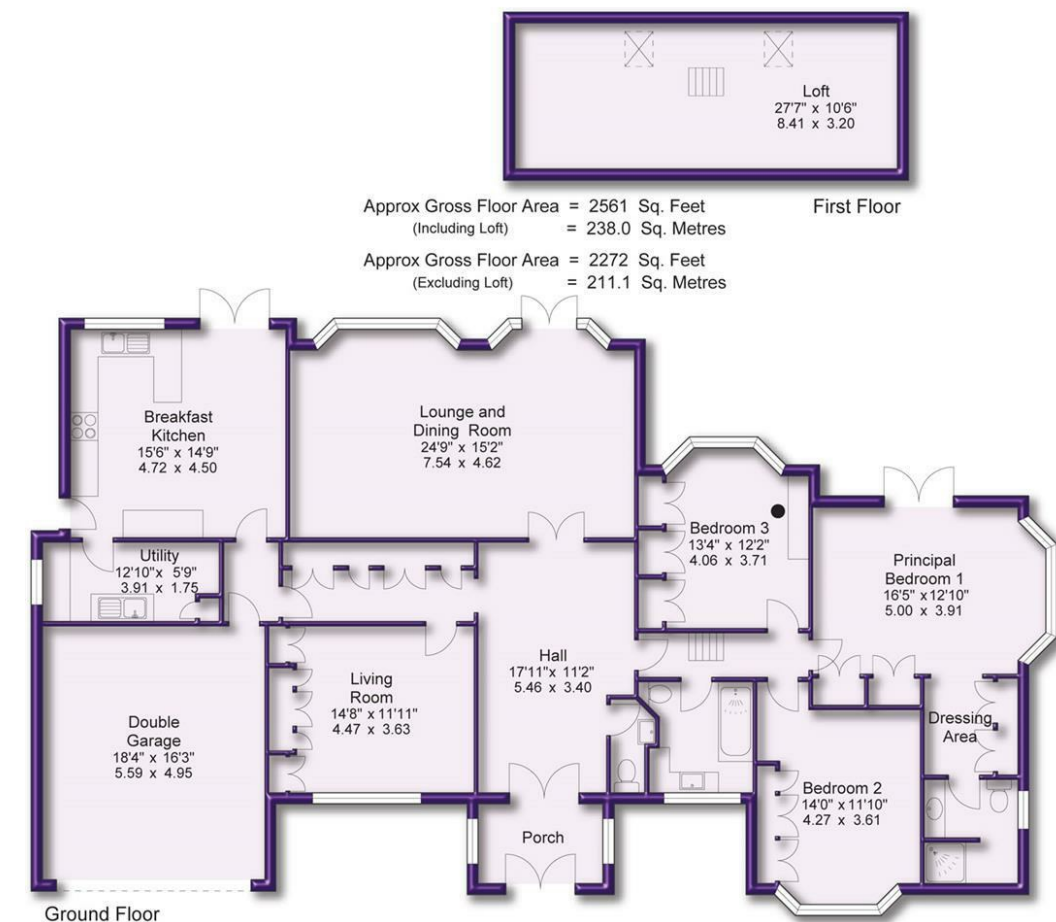 Loft
27'7" x 10'6"
8.41 x 3.20
First Floor
Approx Gross Floor Area = 2561 Sq. Feet
(Including Loft) = 238.0 Sq. Metres
Approx Gross Floor Area = 2272 Sq. Feet
(Excluding Loft) = 211.1 Sq. Metres
Breakfast
Kitchen
15'6" x 14'9"
4.72 x 4.50
Lounge and
Dining Room
24'9" x 15'2"
7.54 x 4.62
Bedroom 3
13'4" x 12'2"
4.06 x 3.71
Principal
Bedroom 1
16'5" x 12'10"
5.00 x 3.91
Utility
12'10" x 5'9"
3.91 x 1.75
Hall
17'11" x 11'2"
5.46 x 3.40
Living
Room
14'8" x 11'11"
4.47 x 3.63
Double
Garage
18'4" x 16'3"
5.59 x 4.95
Dressing
Area
Bedroom 2
14'0" x 11'10"
4.27 x 3.61
Porch
Ground Floor